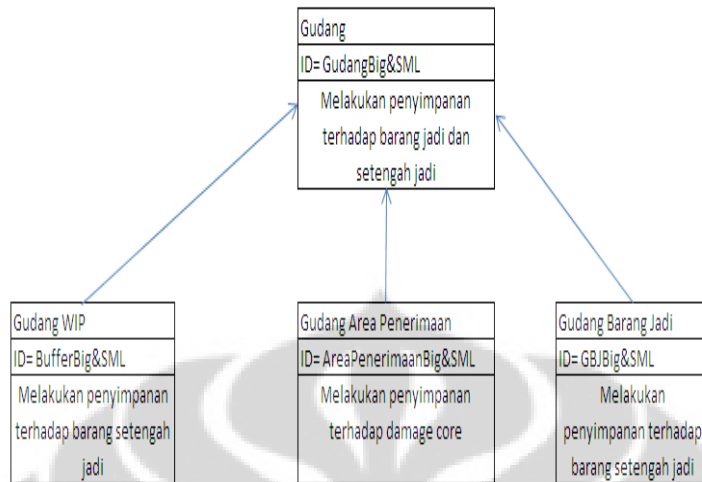 Gudang
ID= GudangBig&SML
Melakukan penyimpanan
terhadap barang jadi dan
setengah jadi
Gudang WIP
ID= BufferBig&SML
Melakukan penyimpanan
terhadap barang setengah
jadi
Gudang Area Penerimaan
ID= AreaPenerimaanBig&SML
Melakukan penyimpanan
terhadap damage core
Gudang Barang Jadi
ID= GBJBig&SML
Melakukan
penyimpanan terhadap
barang setengah jadi